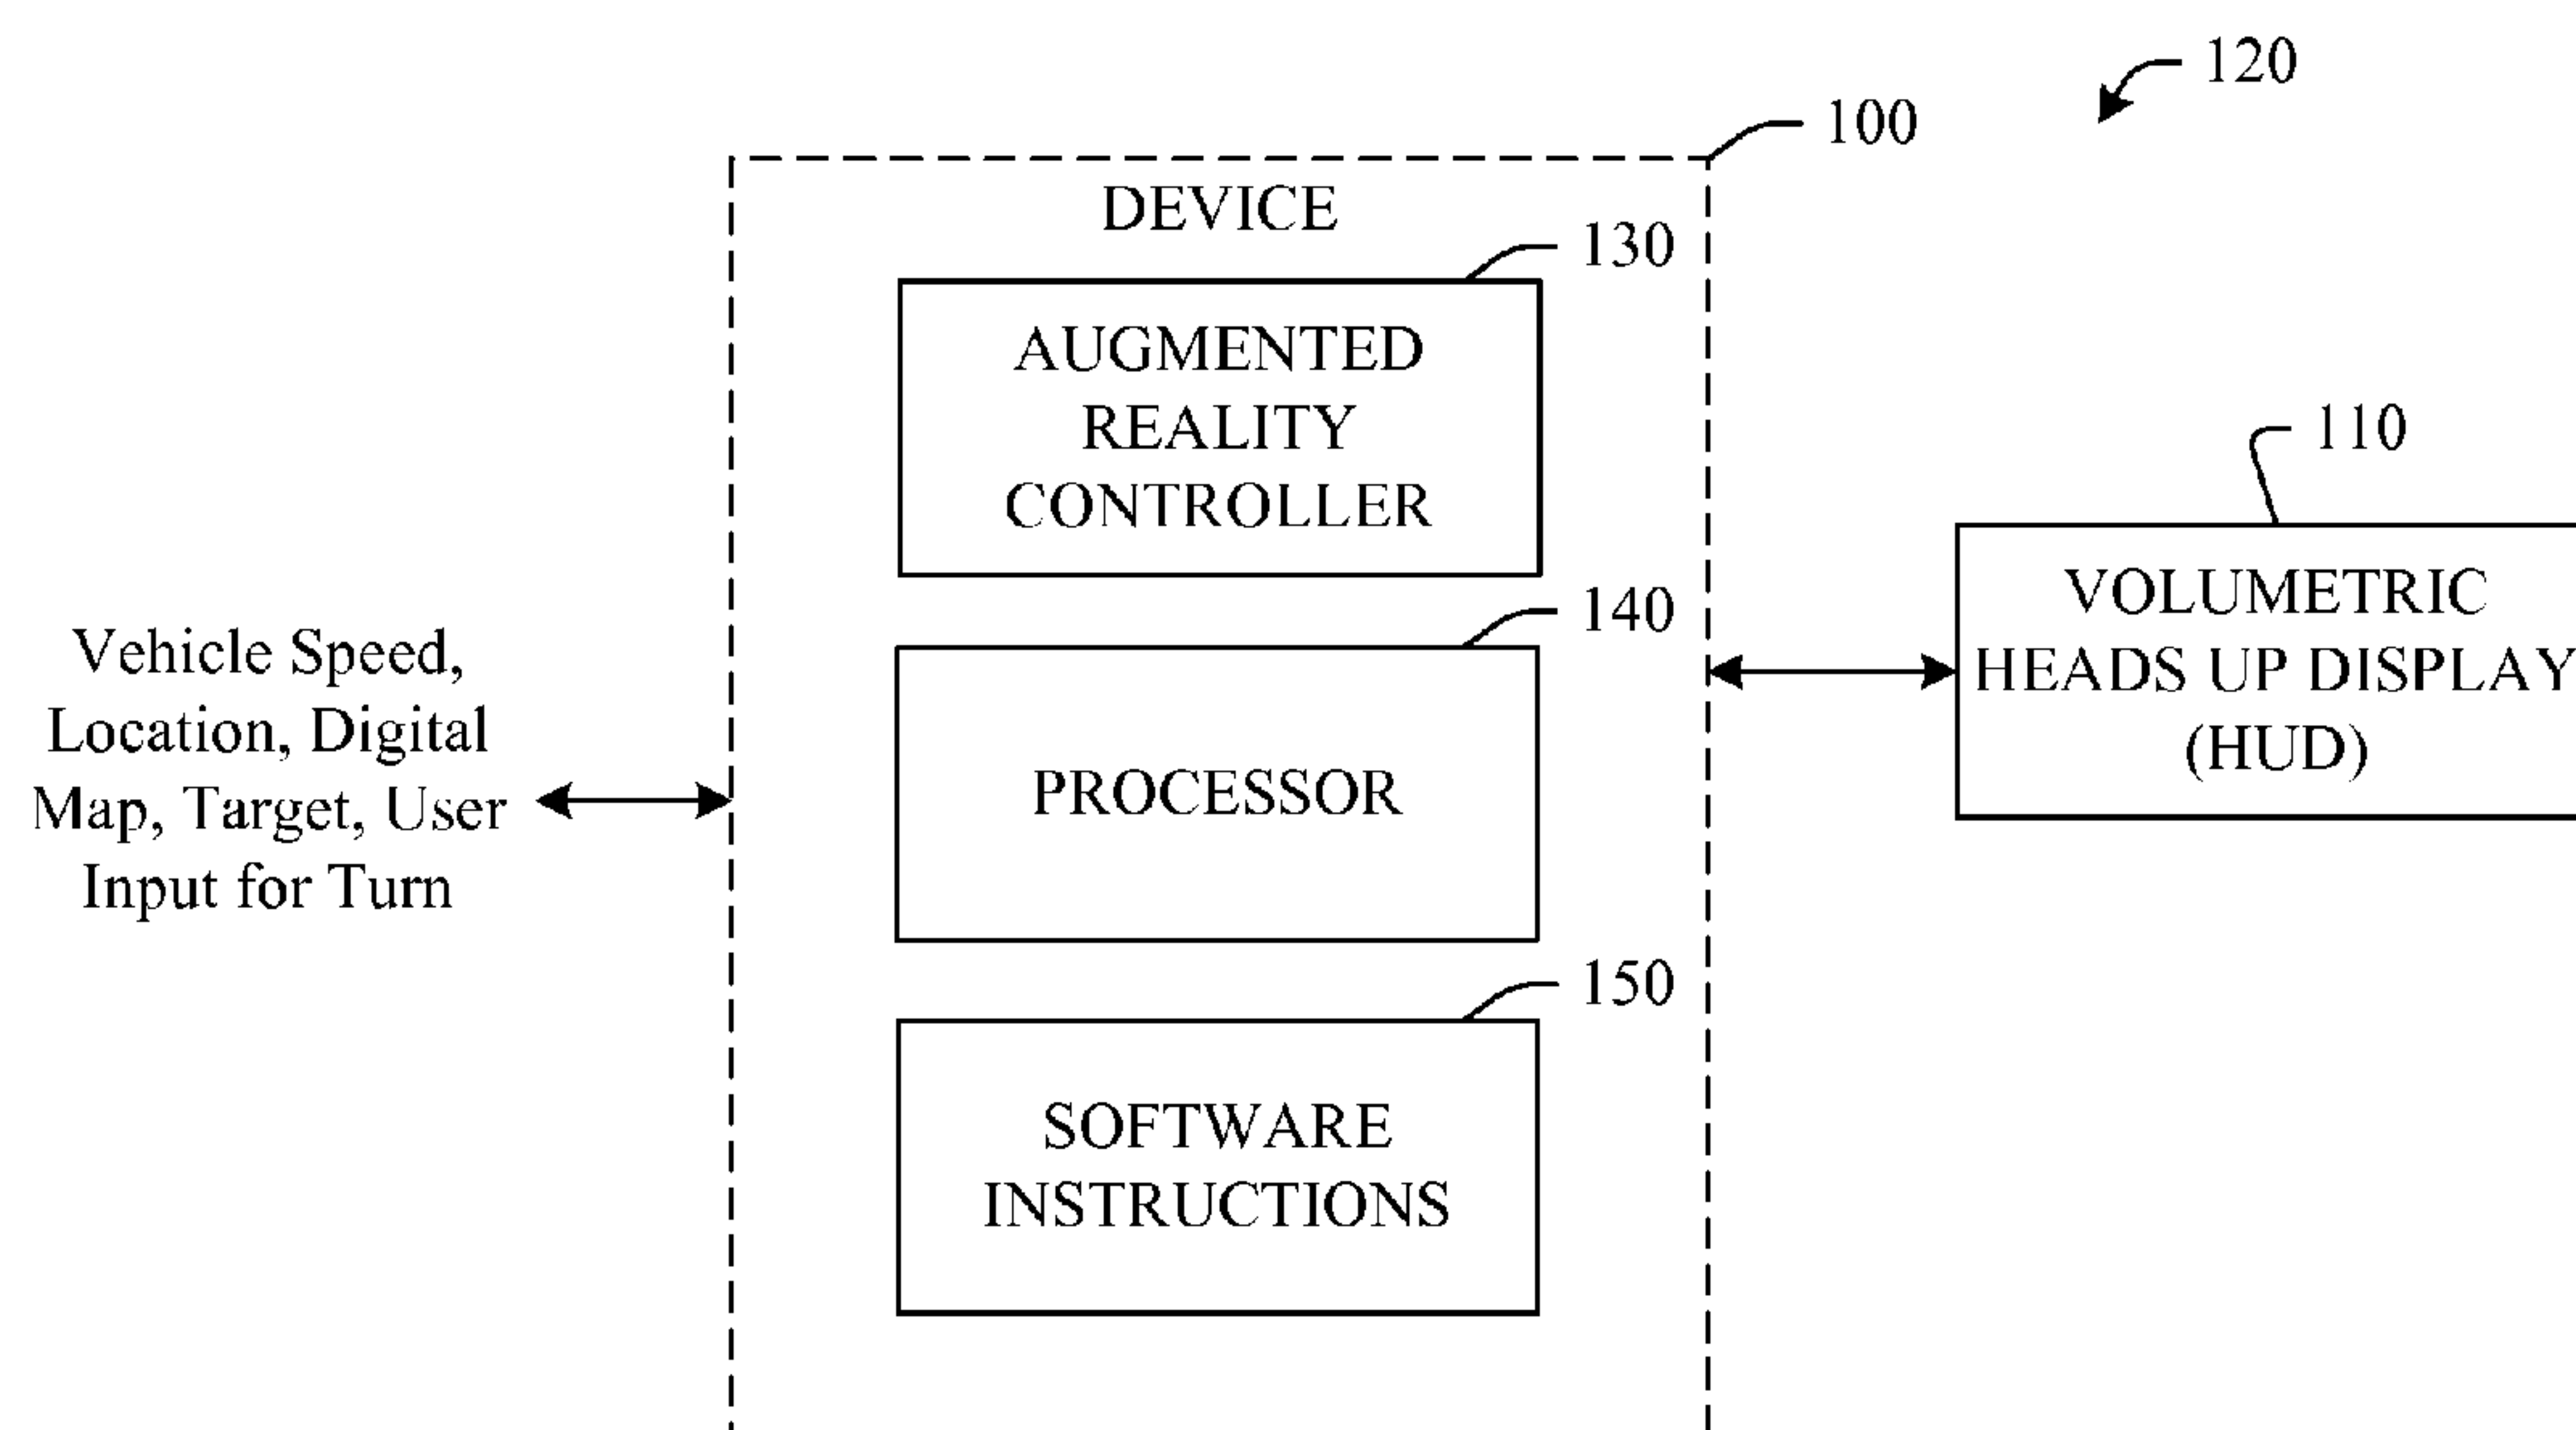 120
100
DEVICE
130
AUGMENTED
REALITY
CONTROLLER
110
VOLUMETRIC
HEADS UP DISPLAY
(HUD)
140
Vehicle Speed,
Location, Digital
Map, Target, User
Input for Turn
PROCESSOR
150
SOFTWARE
INSTRUCTIONS